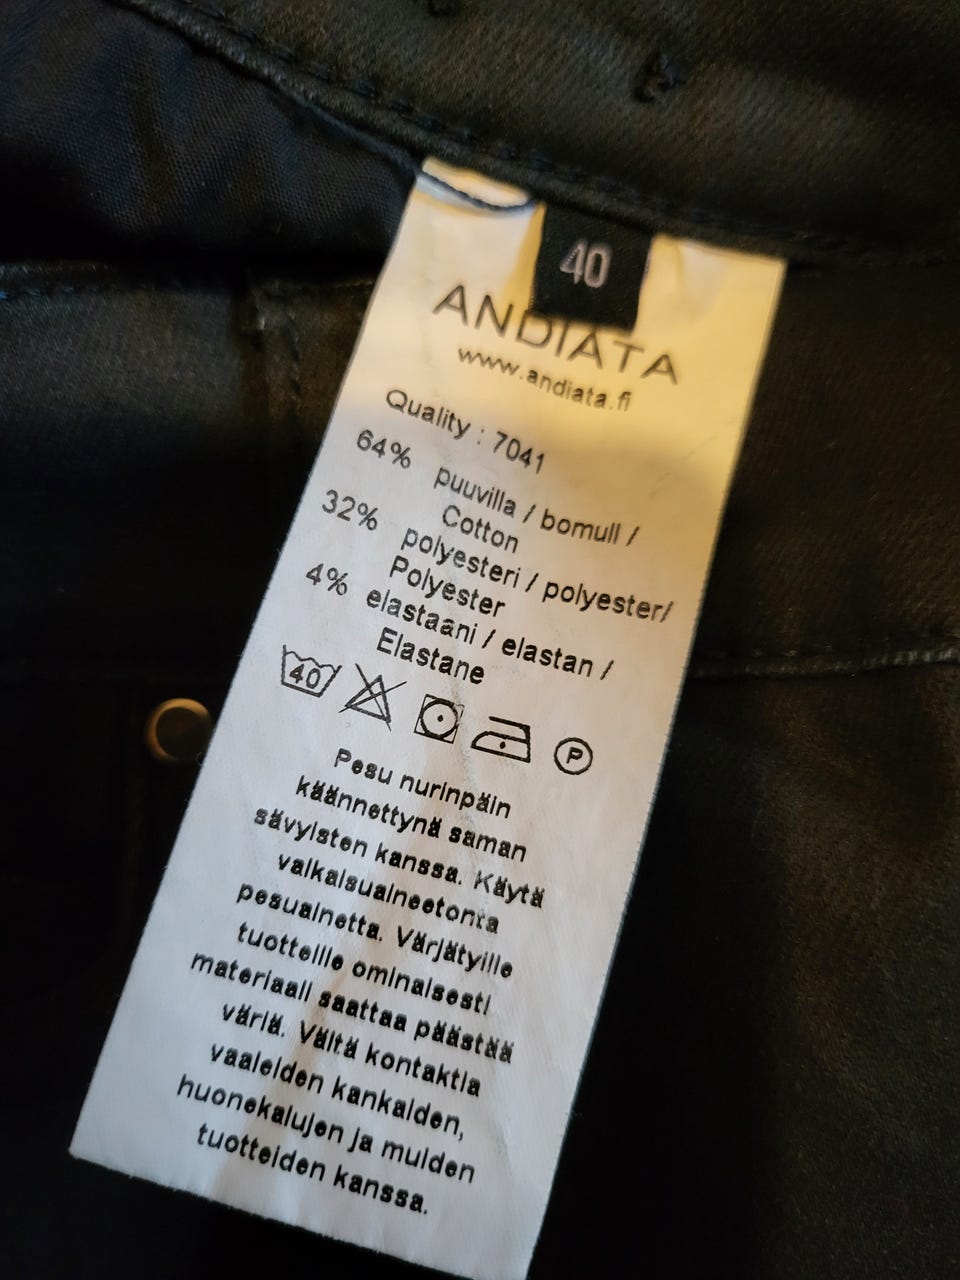 40
ANDIATA
www.andiata.fi
Quality : 7041
64% puuvilla / bomull /
Cotton
32% polyesteri / polyester/
Polyester
4% elastaani / elastan /
Elastane
40 P
Pesu nurinpäin
käännettynä saman
sävyisten kanssa. Käytä
valkaisuaineetonta
pesuainetta. Värjätyille
tuotteille ominaisesti
materiaali saattaa päästää
väriä. Vältä kontaktia
vaaleiden kankaiden,
huonekalujen ja muiden
tuotteiden kanssa.